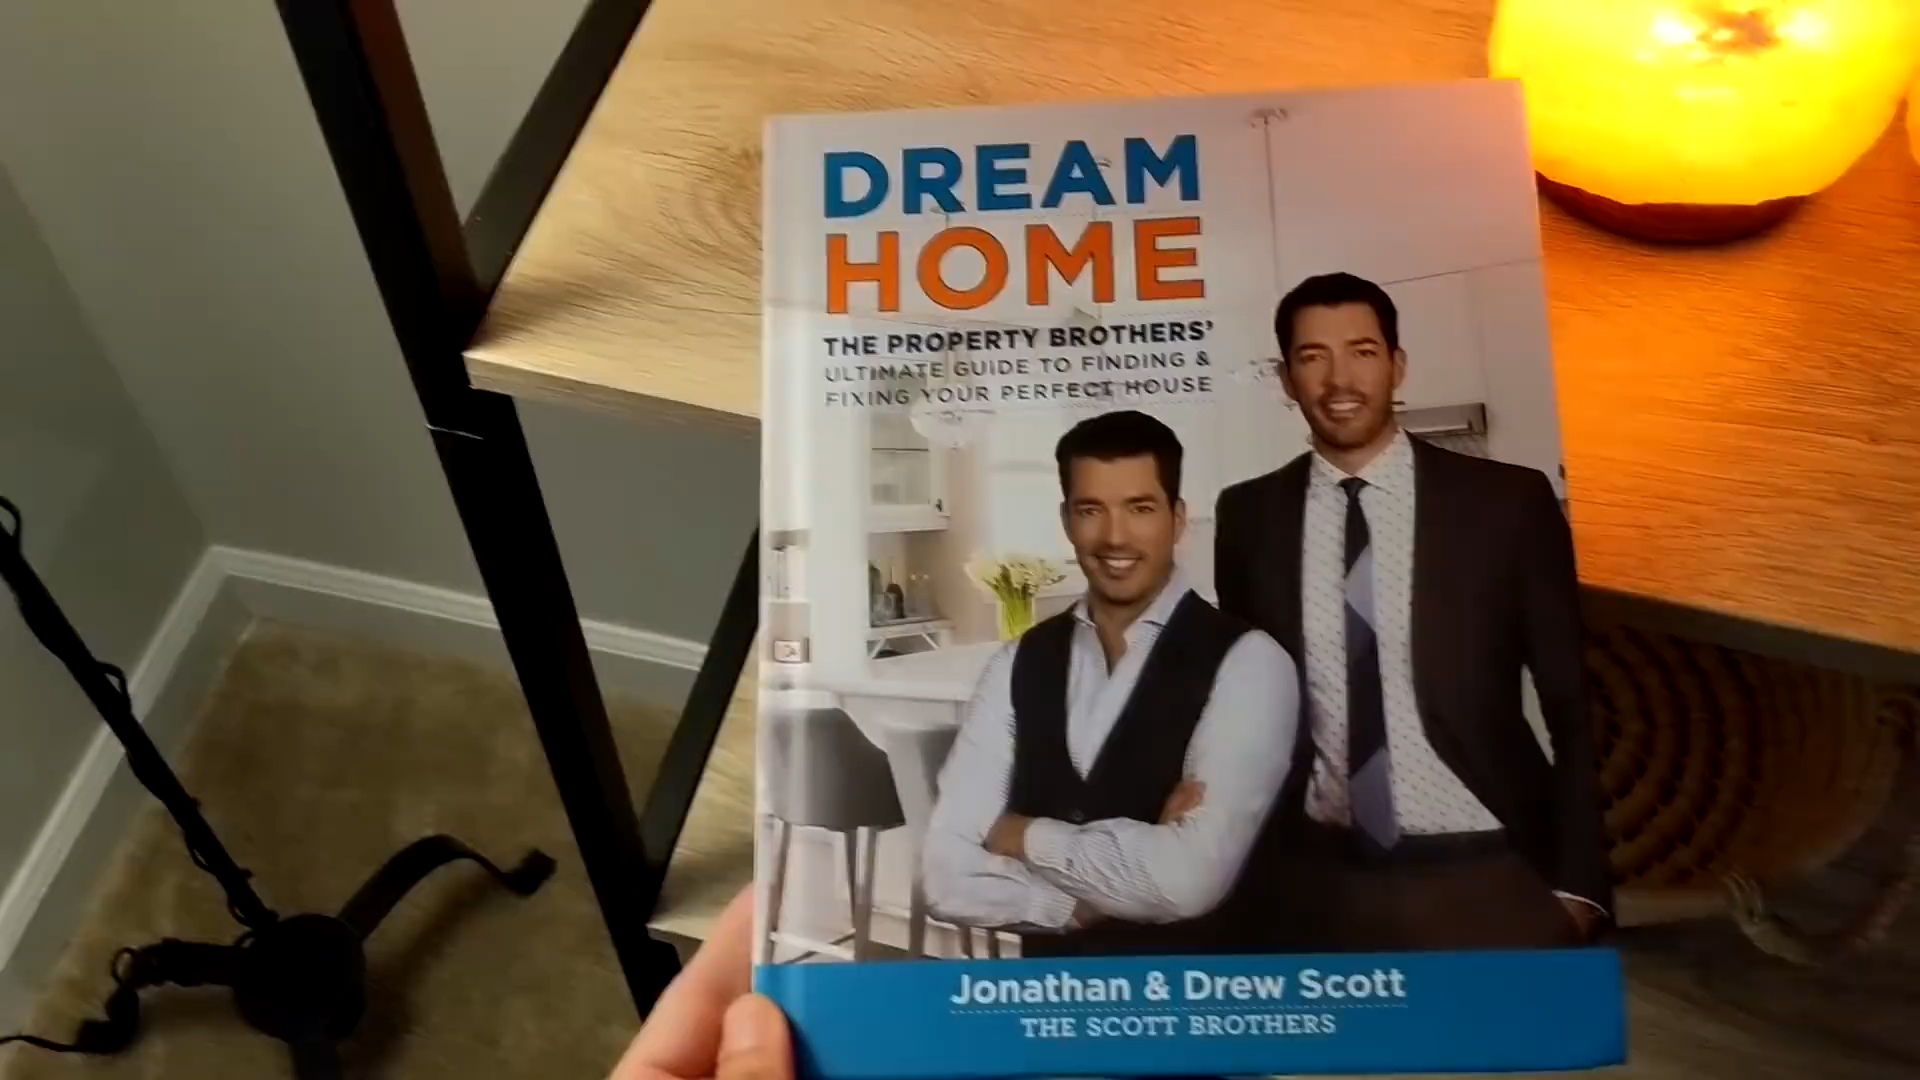 DREAM
HOME
THE PROPERTY BROTHERS'
ULTIMATE GUIDE TO FINDING &
FIXING YOUR PERFECT HOUSE
Jonathan & Drew Scott
THE SCOTT BROTHERS